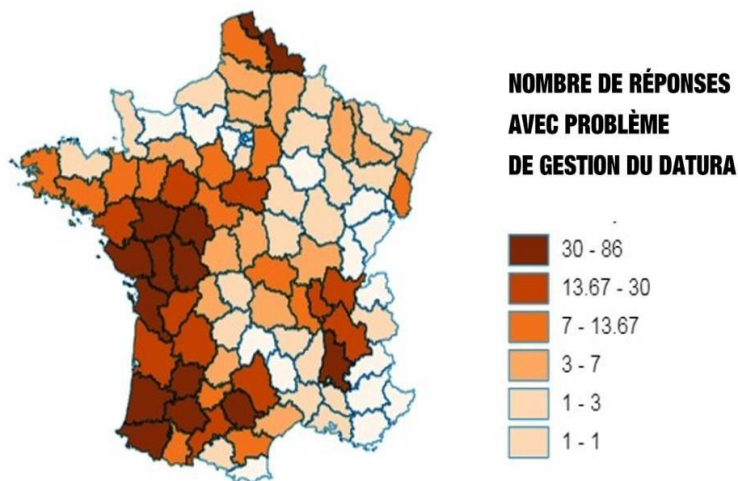 NOMBRE DE RÉPONSES
AVEC PROBLÈME
DE GESTION DU DATURA
30 - 86
13.67 - 30
7 - 13.67
3 - 7
1 - 3
1 - 1